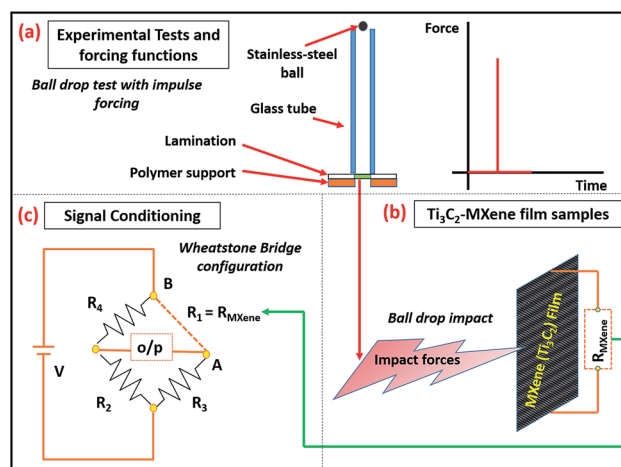 (a)
Experimental Tests and
forcing functions
Ball drop test with impulse
forcing
Stainless-steel
ball
Glass tube
Lamination
Polymer support
Force
Time
(c)
Signal Conditioning
Wheatstone Bridge
configuration
B
R₄
R₁ = R_MXene
o/p
A
V
R₂
R₃
(b)
Ti₃C₂-MXene film samples
Ball drop impact
Impact forces
MXene (Ti₃C₂) Film
R_MXene